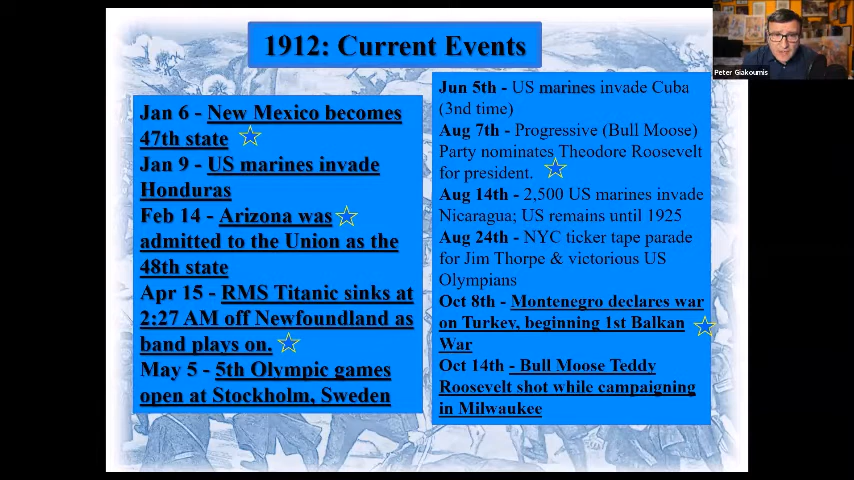 1912: Current Events
Jan 6 - New Mexico becomes
47th state
Jan 9 - US marines invade
Honduras
Feb 14 - Arizona was
admitted to the Union as the
48th state
Apr 15 - RMS Titanic sinks at
2:27 AM off Newfoundland as
band plays on.
May 5 - 5th Olympic games
open at Stockholm, Sweden
Jun 5th - US marines invade Cuba
(3nd time)
Aug 7th - Progressive (Bull Moose)
Party nominates Theodore Roosevelt
for president.
Aug 14th - 2,500 US marines invade
Nicaragua; US remains until 1925
Aug 24th - NYC ticker tape parade
for Jim Thorpe & victorious US
Olympians
Oct 8th - Montenegro declares war
on Turkey, beginning 1st Balkan
War
Oct 14th - Bull Moose Teddy
Roosevelt shot while campaigning
in Milwaukee
Peter Giakoumis